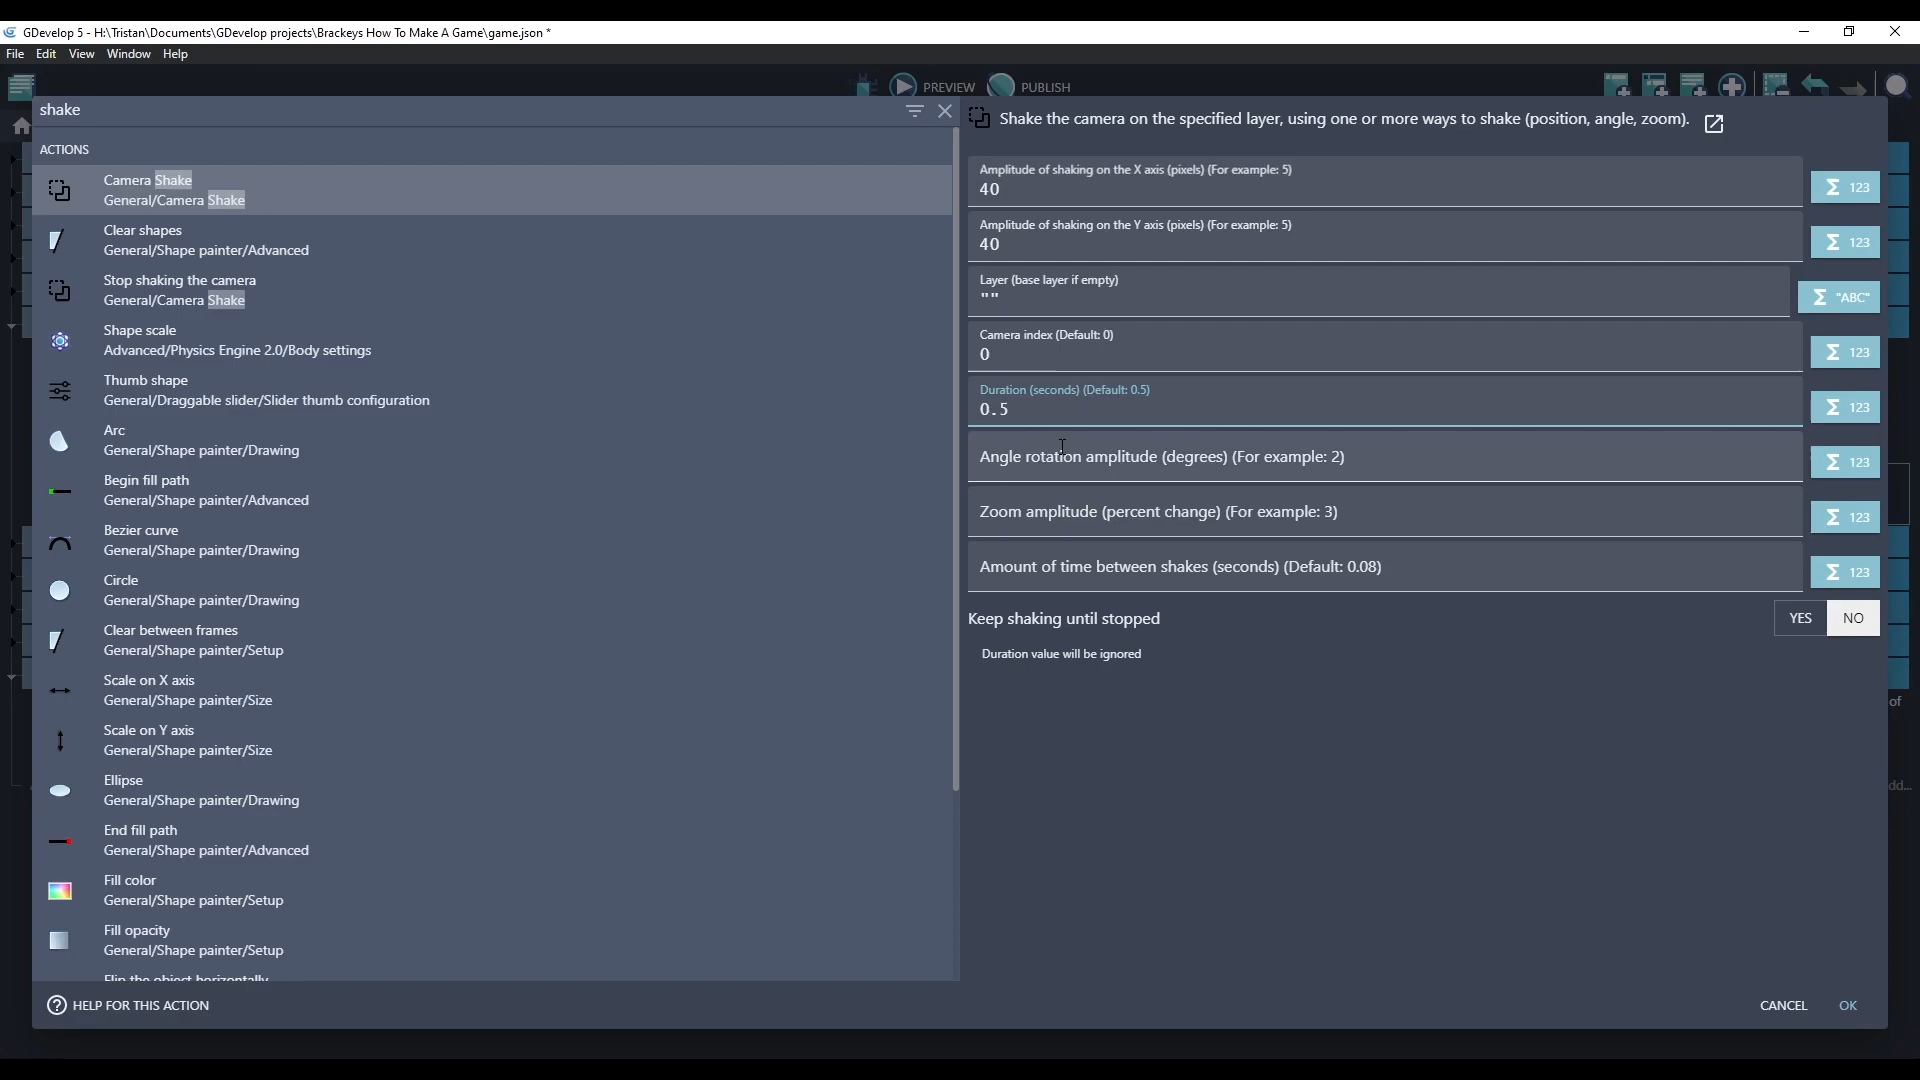 GDevelop 5 - H:\Tristan\Documents\GDevelop projects\Brackeys How To Make A Game\game.json *
File Edit View Window Help
PREVIEW PUBLISH
shake
ACTIONS
Camera Shake
General/Camera Shake
Clear shapes
General/Shape painter/Advanced
Stop shaking the camera
General/Camera Shake
Shape scale
Advanced/Physics Engine 2.0/Body settings
Thumb shape
General/Draggable slider/Slider thumb configuration
Arc
General/Shape painter/Drawing
Begin fill path
General/Shape painter/Advanced
Bezier curve
General/Shape painter/Drawing
Circle
General/Shape painter/Drawing
Clear between frames
General/Shape painter/Setup
Scale on X axis
General/Shape painter/Size
Scale on Y axis
General/Shape painter/Size
Ellipse
General/Shape painter/Drawing
End fill path
General/Shape painter/Advanced
Fill color
General/Shape painter/Setup
Fill opacity
General/Shape painter/Setup
Flip the object horizontally
Shake the camera on the specified layer, using one or more ways to shake (position, angle, zoom).
Amplitude of shaking on the X axis (pixels) (For example: 5)
40
Σ 123
Amplitude of shaking on the Y axis (pixels) (For example: 5)
40
Σ 123
Layer (base layer if empty)
""
Σ "ABC"
Camera index (Default: 0)
0
Σ 123
Duration (seconds) (Default: 0.5)
0.5
Σ 123
Angle rotation amplitude (degrees) (For example: 2)
Σ 123
Zoom amplitude (percent change) (For example: 3)
Σ 123
Amount of time between shakes (seconds) (Default: 0.08)
Σ 123
Keep shaking until stopped
YES NO
Duration value will be ignored
of
dd...
? HELP FOR THIS ACTION
CANCEL OK